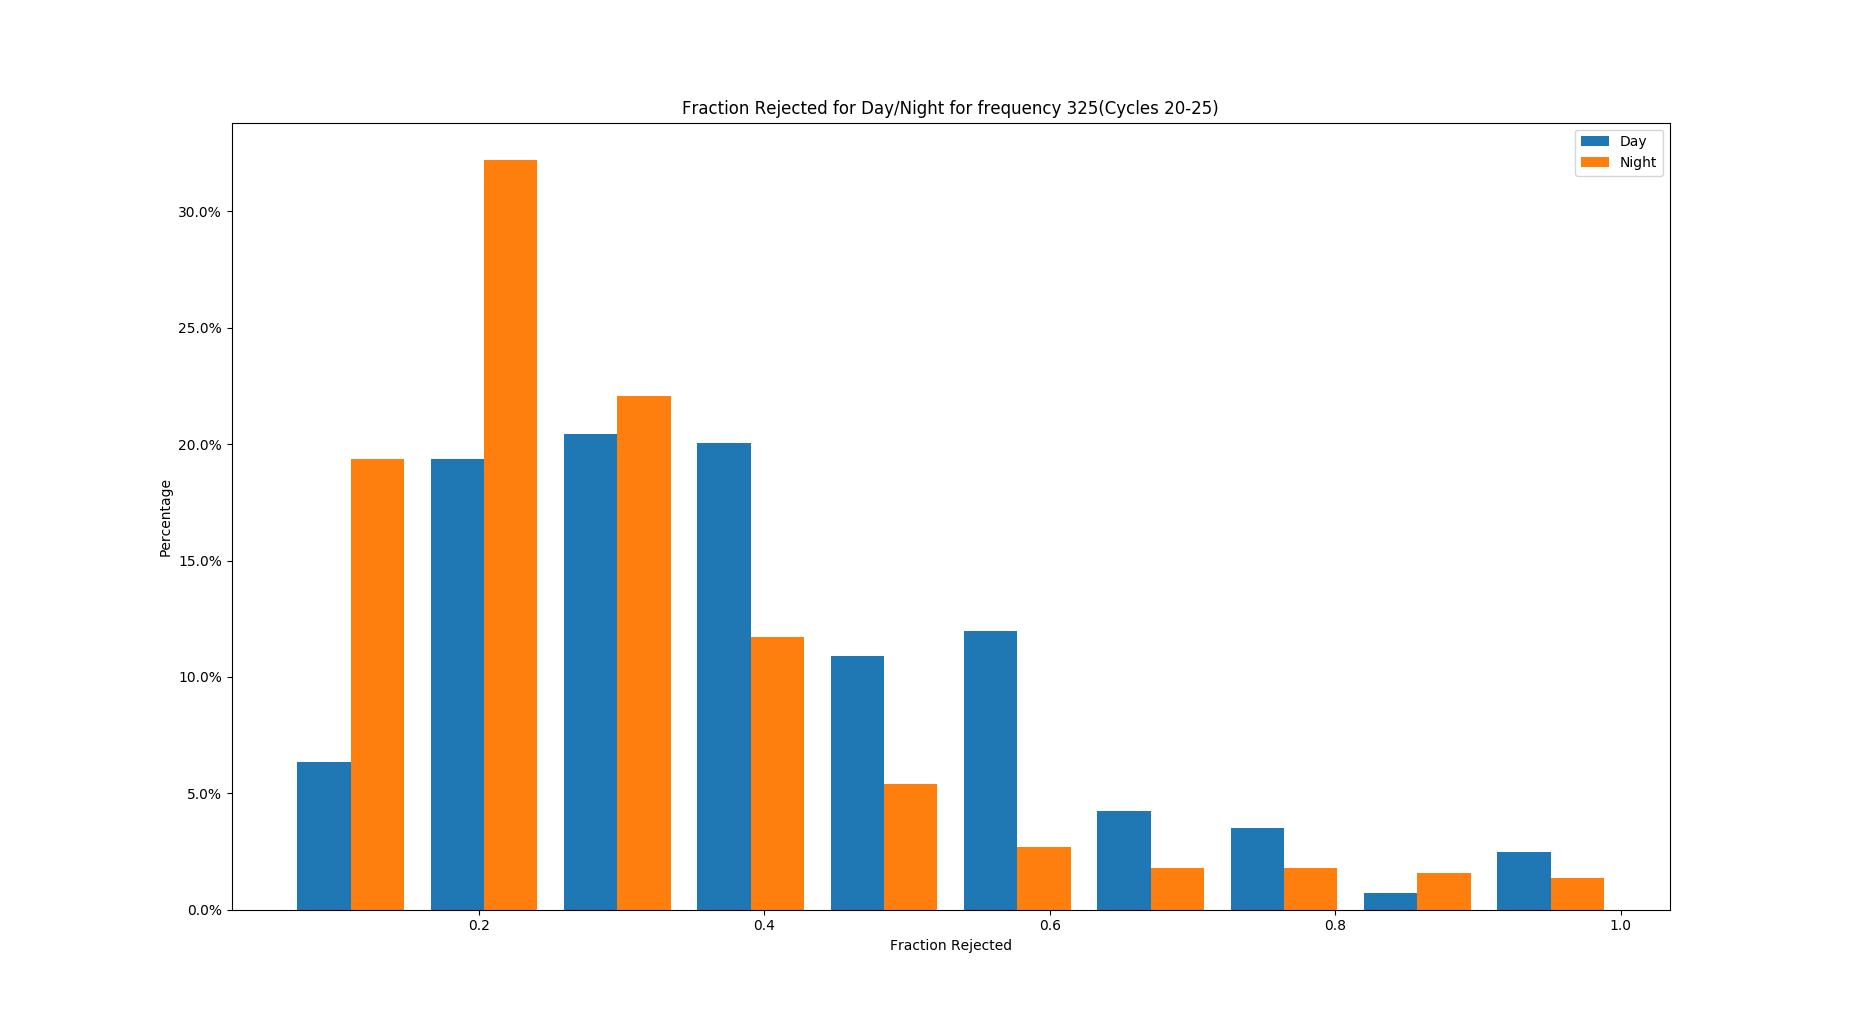 Fraction Rejected for Day/Night for frequency 325(Cycles 20-25)
Day
Night
30.0%
25.0%
20.0%
15.0%
10.0%
5.0%
0.0%
Percentage
0.2 0.4 0.6 0.8 1.0
Fraction Rejected